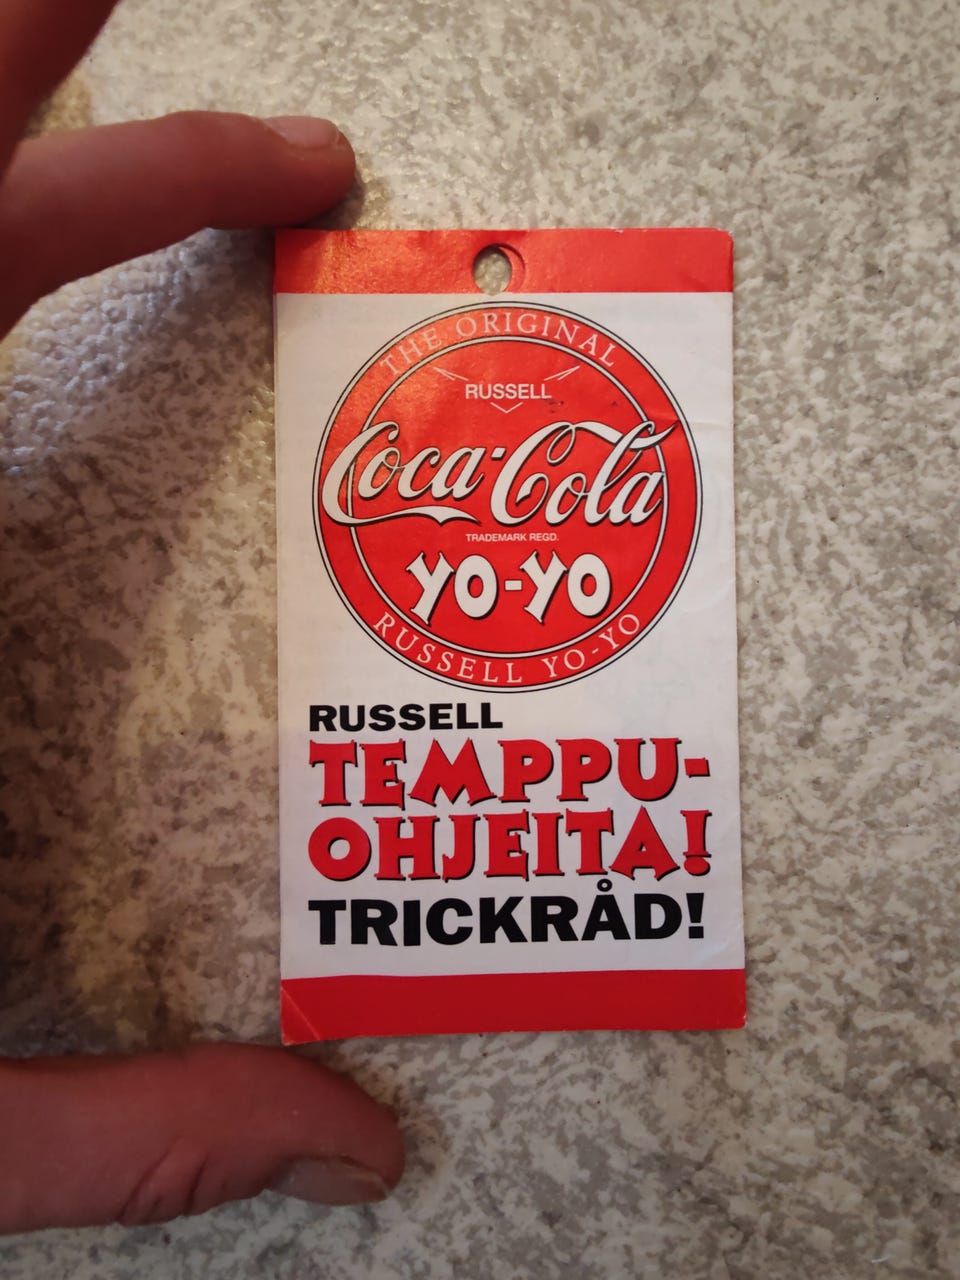 THE ORIGINAL
RUSSELL
Coca-Cola
TRADEMARK REGD.
YO-YO
RUSSELL YO-YO
RUSSELL
TEMPPU-
OHJEITA!
TRICKRÅD!